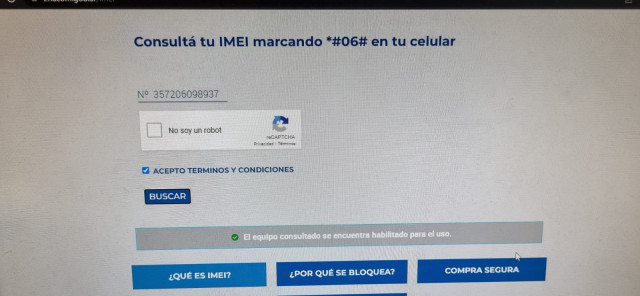 Consultá tu IMEI marcando *#06# en tu celular
Nº 357206098937
No soy un robot
reCAPTCHA
Privacidad - Términos
ACEPTO TERMINOS Y CONDICIONES
BUSCAR
El equipo consultado se encuentra habilitado para el uso.
¿QUÉ ES IMEI?
¿POR QUÉ SE BLOQUEA?
COMPRA SEGURA